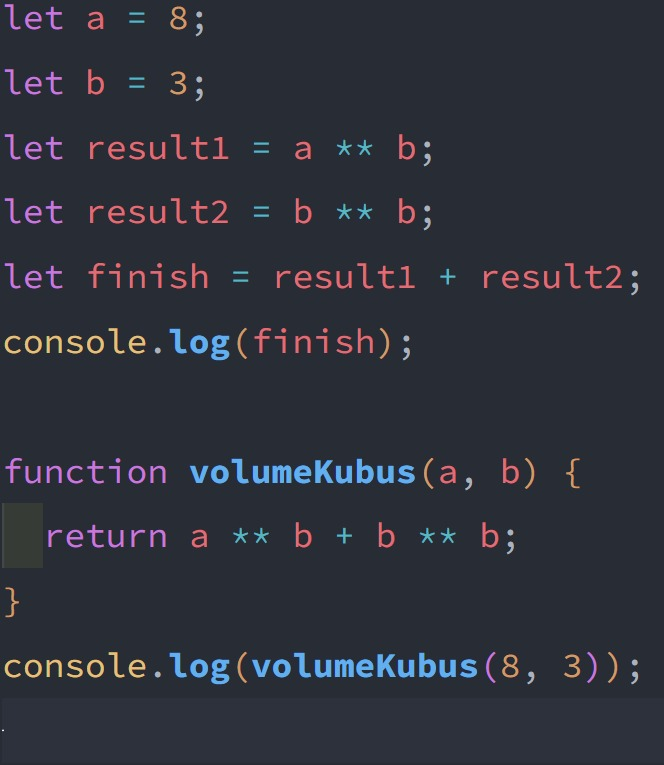 let a = 8;
let b = 3;
let result1 = a ** b;
let result2 = b ** b;
let finish = result1 + result2;
console.log(finish);
function volumeKubus(a, b) {
return a ** b + b ** b;
}
console.log(volumeKubus(8, 3));